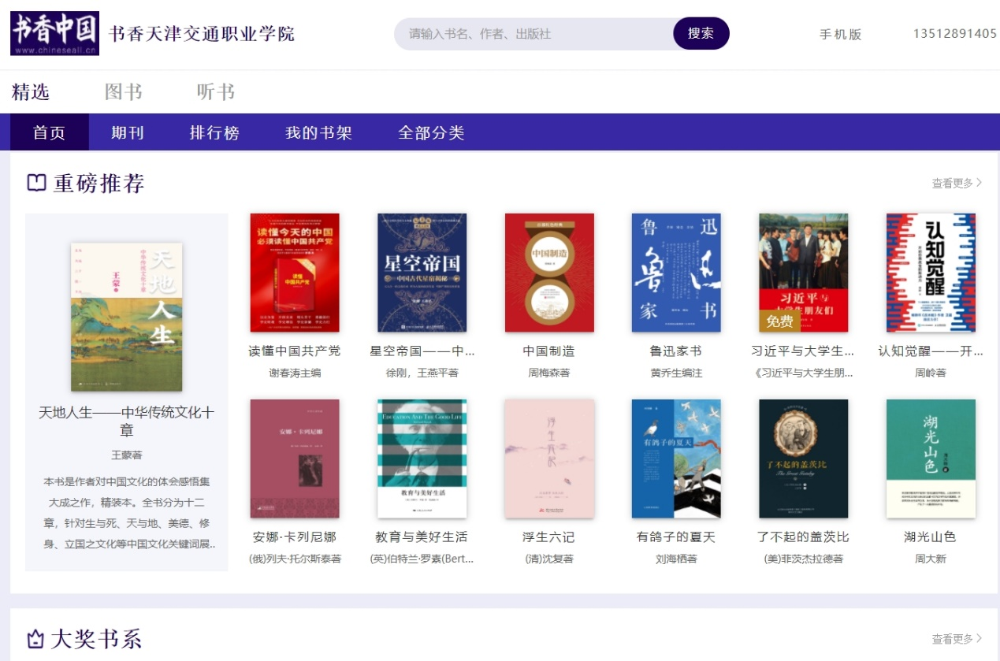 书香中国
www.chineseall.cn
书香天津交通职业学院
请输入书名、作者、出版社
搜索
手机版
13512891405
精选
图书
听书
首页
期刊
排行榜
我的书架
全部分类
重磅推荐
查看更多
天地人生
中华传统文化十章
王蒙
天地人生——中华传统文化十
章
王蒙著
本书是作者对中国文化的体会感悟集
大成之作，精装本。全书分为十二
章，针对生与死、天与地、美德、修
身、立国之文化等中国文化关键词展..
读懂今天的中国
必须读懂中国共产党
读懂
中国共产党
读懂中国共产党
谢春涛主编
星空帝国
中国古代星宿揭秘
星空帝国——中...
徐刚，王燕平著
中国制造
中国制造
周梅森著
鲁迅
家书
鲁迅家书
黄乔生编注
习近平与
大学生朋友们
免费
习近平与大学生...
《习近平与大学生朋...
认知觉醒
认知觉醒——开...
周岭著
安娜·卡列尼娜
安娜·卡列尼娜
(俄)列夫·托尔斯泰著
EDUCATION AND THE GOOD LIFE
教育与美好生活
教育与美好生活
(英)伯特兰·罗素(Bert...
浮生六记
浮生六记
(清)沈复著
有鸽子的夏天
有鸽子的夏天
刘海栖著
了不起的盖茨比
The Great Gatsby
了不起的盖茨比
(美)菲茨杰拉德著
湖光山色
湖光山色
周大新
大奖书系
查看更多